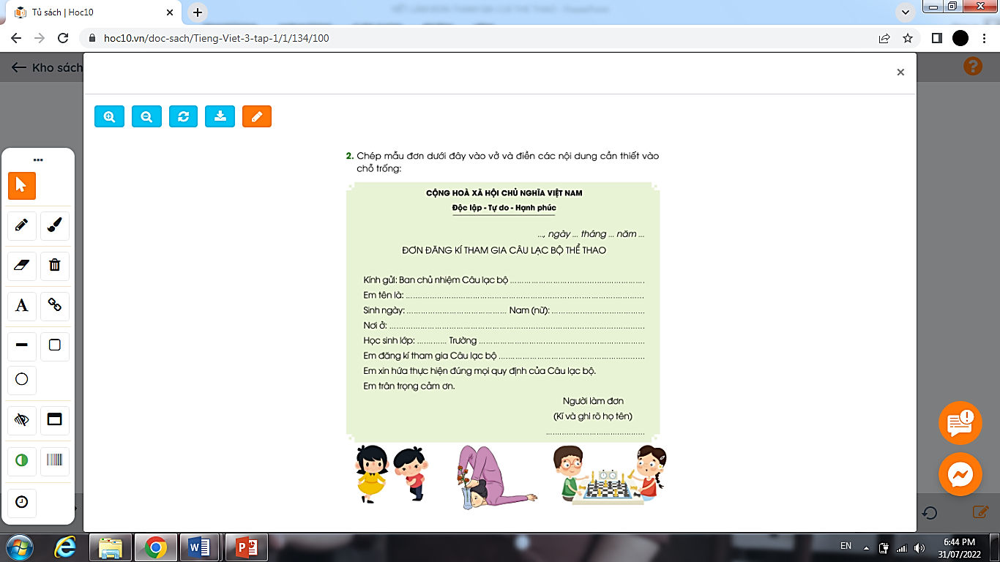 Tủ sách | Hoc10
hoc10.vn/doc-sach/Tieng-Viet-3-tap-1/1/134/100
Kho sách
2. Chép mẫu đơn dưới đây vào vở và điền các nội dung cần thiết vào
chỗ trống:
CỘNG HOÀ XÃ HỘI CHỦ NGHĨA VIỆT NAM
Độc lập - Tự do - Hạnh phúc
..., ngày ... tháng ... năm ...
ĐƠN ĐĂNG KÍ THAM GIA CÂU LẠC BỘ THỂ THAO
Kính gửi: Ban chủ nhiệm Câu lạc bộ ........................................................
Em tên là: ....................................................................................................
Sinh ngày: .......................................... Nam (nữ): .......................................
Nơi ở: ...........................................................................................................
Học sinh lớp: ............ Trường ......................................................................
Em đăng kí tham gia Câu lạc bộ .............................................................
Em xin hứa thực hiện đúng mọi quy định của Câu lạc bộ.
Em trân trọng cảm ơn.
Người làm đơn
(Kí và ghi rõ họ tên)
.........................................
A
W
P
EN
6:44 PM
31/07/2022